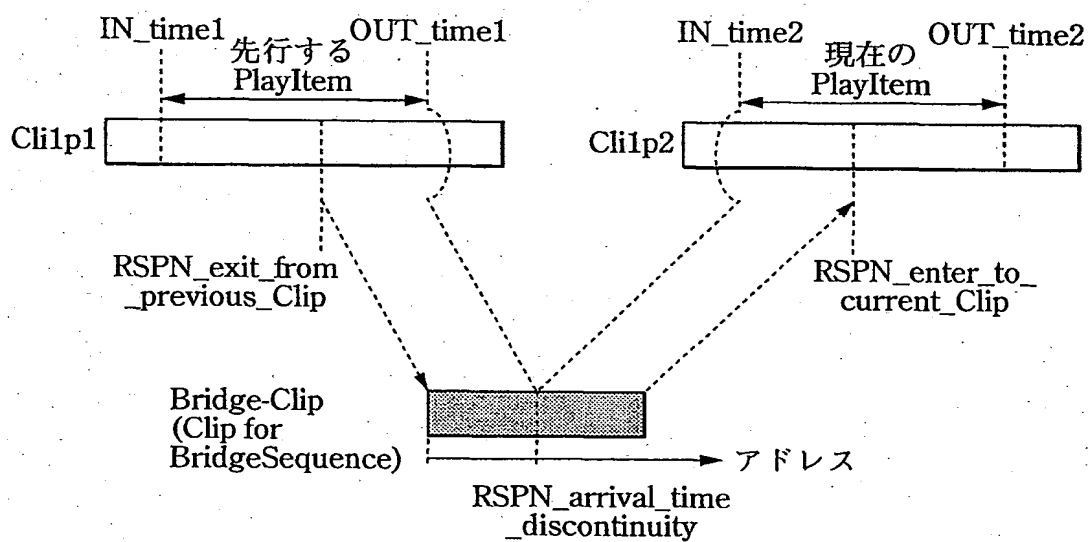 IN_time1
先行する
PlayItem
OUT_time1
IN_time2
現在の
PlayItem
OUT_time2
Cli1p1
Cli1p2
RSPN_exit_from
_previous_Clip
RSPN_enter_to_
current_Clip
Bridge-Clip
(Clip for
BridgeSequence)
アドレス
RSPN_arrival_time
_discontinuity